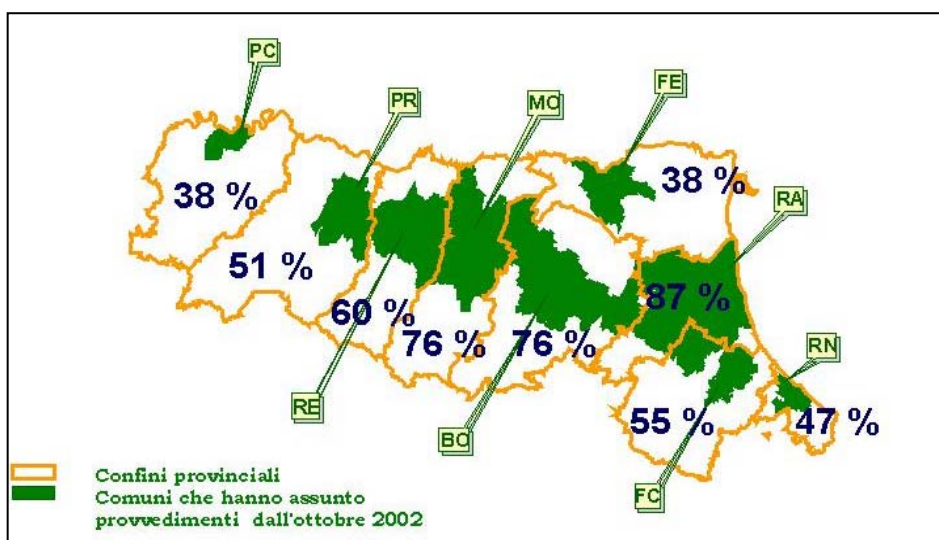 PC
PR
MO
FE
38 %
38 %
RA
51 %
60 %
76 %
76 %
87 %
RN
RE
BO
55 %
47 %
FC
Confini provinciali
Comuni che hanno assunto
provvedimenti dall'ottobre 2002